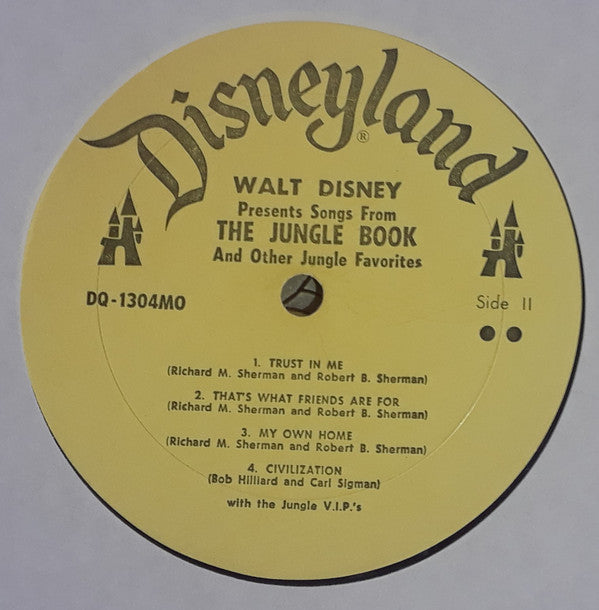 Disneyland
®
WALT DISNEY
Presents Songs From
THE JUNGLE BOOK
And Other Jungle Favorites
DQ-1304MO
Side II
1. TRUST IN ME
(Richard M. Sherman and Robert B. Sherman)
2. THAT'S WHAT FRIENDS ARE FOR
(Richard M. Sherman and Robert B. Sherman)
3. MY OWN HOME
(Richard M. Sherman and Robert B. Sherman)
4. CIVILIZATION
(Bob Hilliard and Carl Sigman)
with the Jungle V.I.P.'s